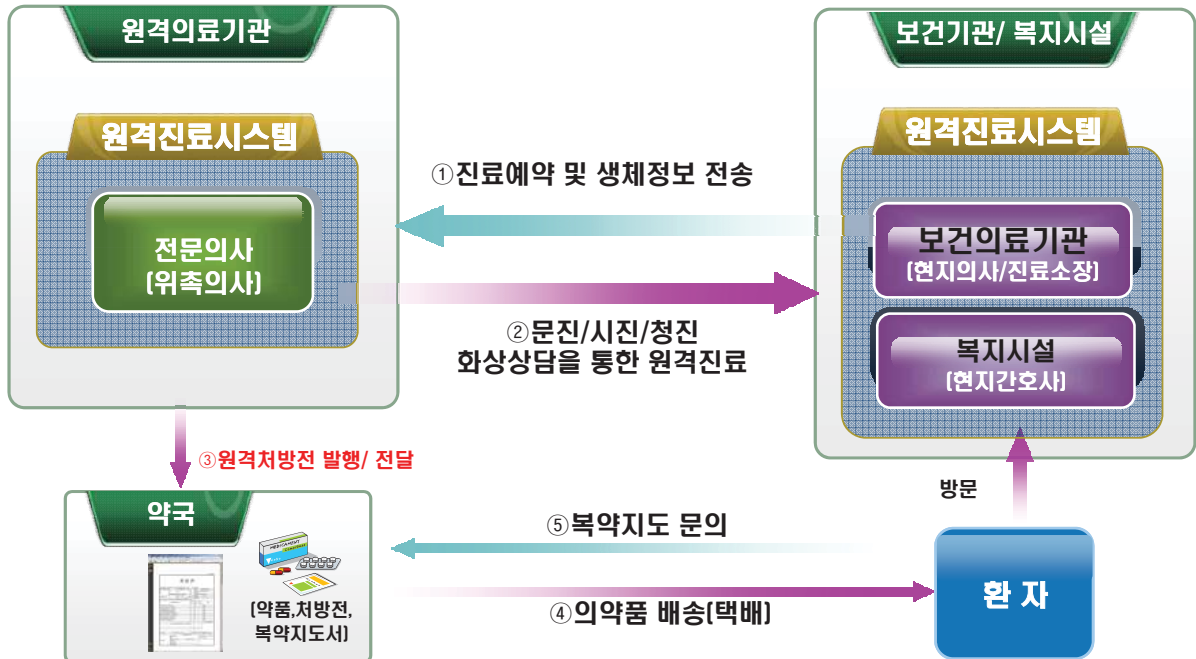 원격의료기관
보건기관/ 복지시설
원격진료시스템
원격진료시스템
①진료예약 및 생체정보 전송
전문의사
(위촉의사)
보건의료기관
(현지의사/진료소장)
②문진/시진/청진
화상상담을 통한 원격진료
복지시설
(현지간호사)
③원격처방전 발행/ 전달
방문
약국
⑤복약지도 문의
MEDICAMENT
(약품,처방전,
복약지도서)
④의약품 배송(택배)
환 자